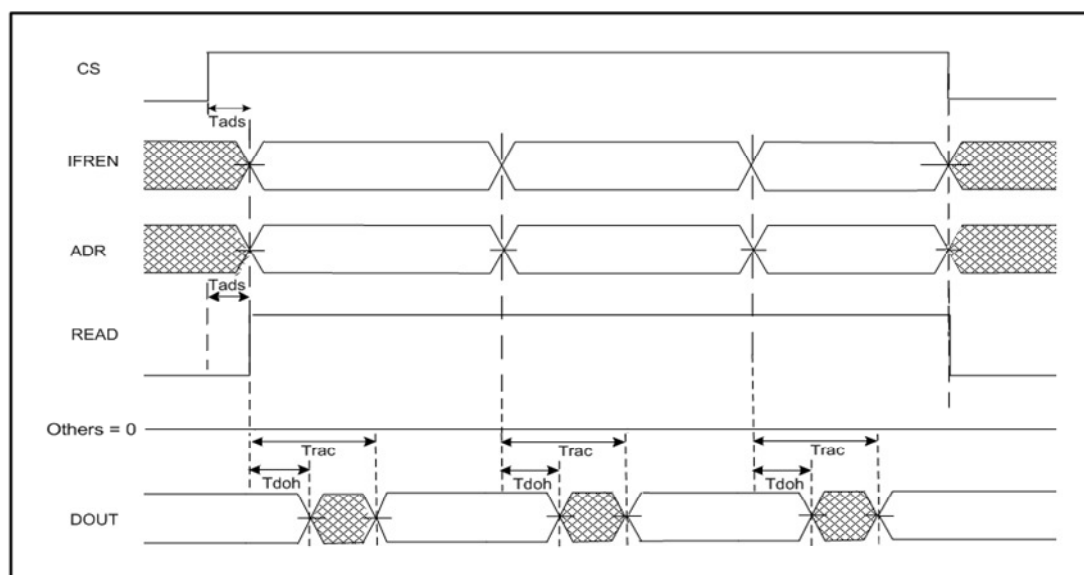 CS
Tads
IFREN
ADR
Tads
READ
Others = 0
Trac Trac Trac
Tdoh Tdoh Tdoh
DOUT